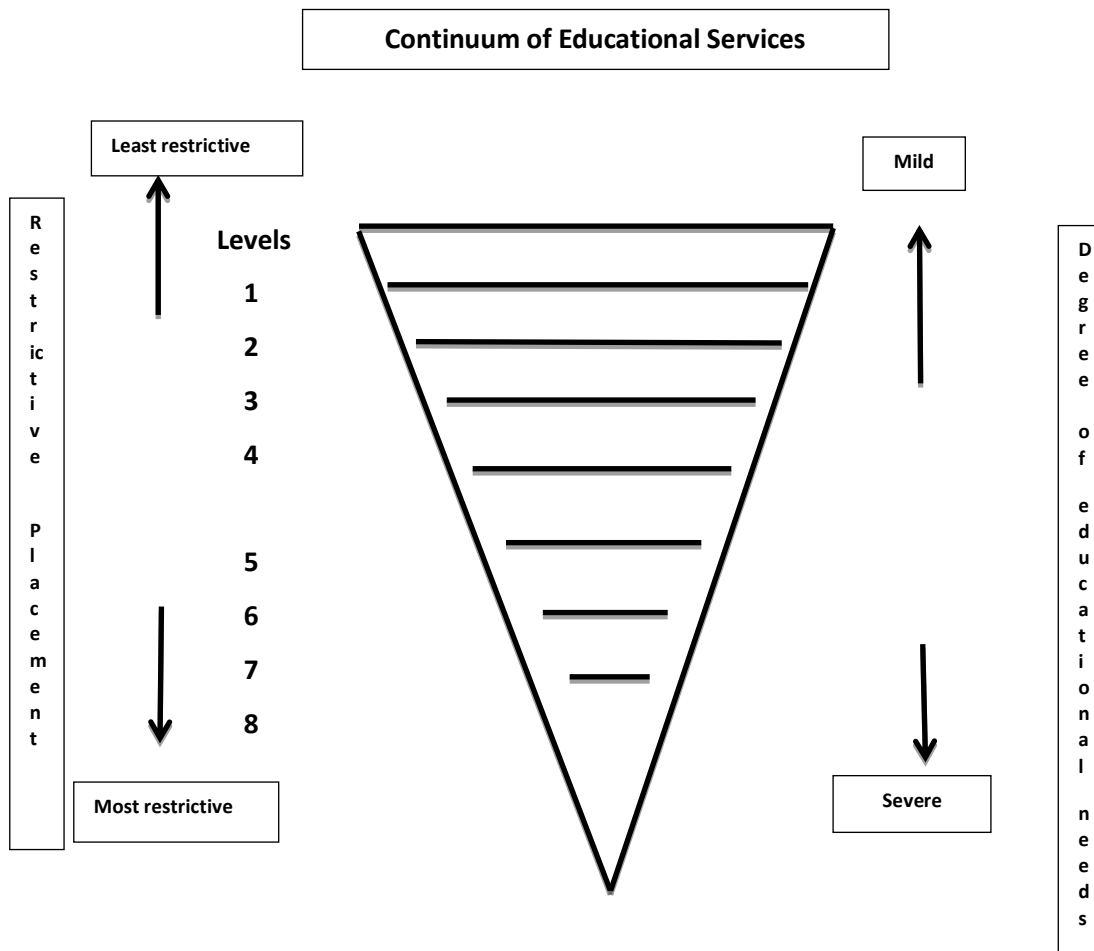 Continuum of Educational Services
Least restrictive
Mild
Restrictive Placement
Levels
1
2
3
4
5
6
7
8
Degree of educational needs
Most restrictive
Severe